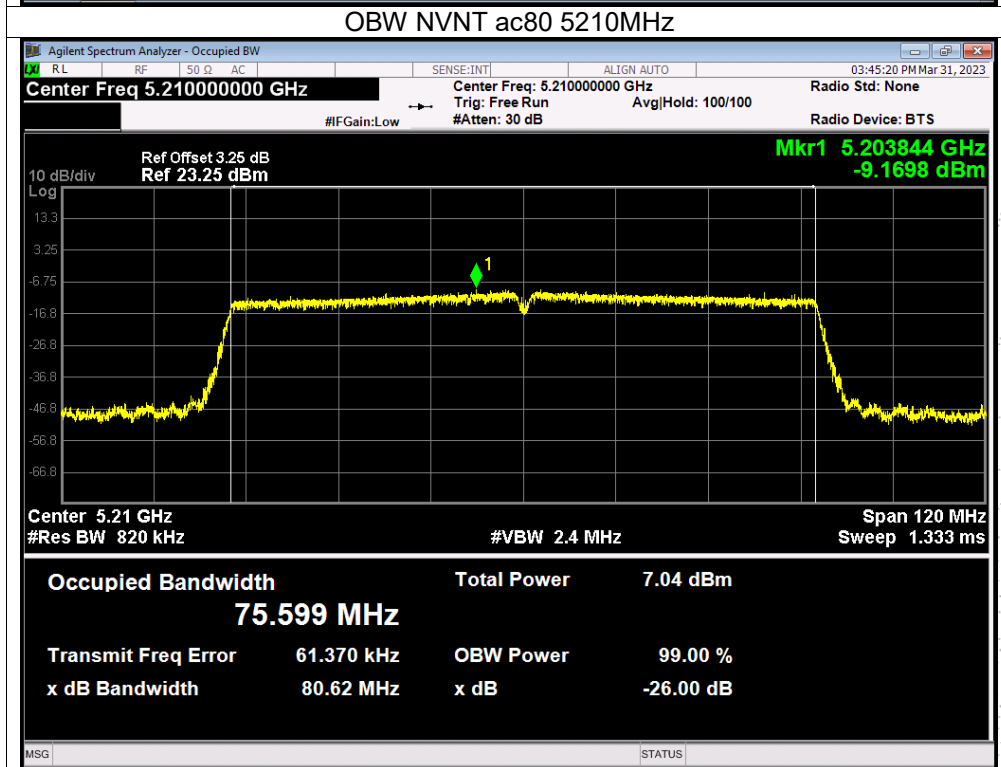 OBW NVNT ac80 5210MHz
Agilent Spectrum Analyzer - Occupied BW
LXI RL RF 50 Ω AC SENSE:INT ALIGN AUTO 03:45:20 PM Mar 31, 2023
Center Freq 5.210000000 GHz Center Freq: 5.210000000 GHz Radio Std: None
Trig: Free Run Avg|Hold: 100/100
#IFGain:Low #Atten: 30 dB Radio Device: BTS
Mkr1 5.203844 GHz
-9.1698 dBm
Ref Offset 3.25 dB
10 dB/div Ref 23.25 dBm
Log
13.3
3.25
1
-6.75
-16.8
-26.8
-36.8
-46.8
-56.8
-66.8
Center 5.21 GHz Span 120 MHz
#Res BW 820 kHz #VBW 2.4 MHz Sweep 1.333 ms
Occupied Bandwidth Total Power 7.04 dBm
75.599 MHz
Transmit Freq Error 61.370 kHz OBW Power 99.00 %
x dB Bandwidth 80.62 MHz x dB -26.00 dB
MSG STATUS